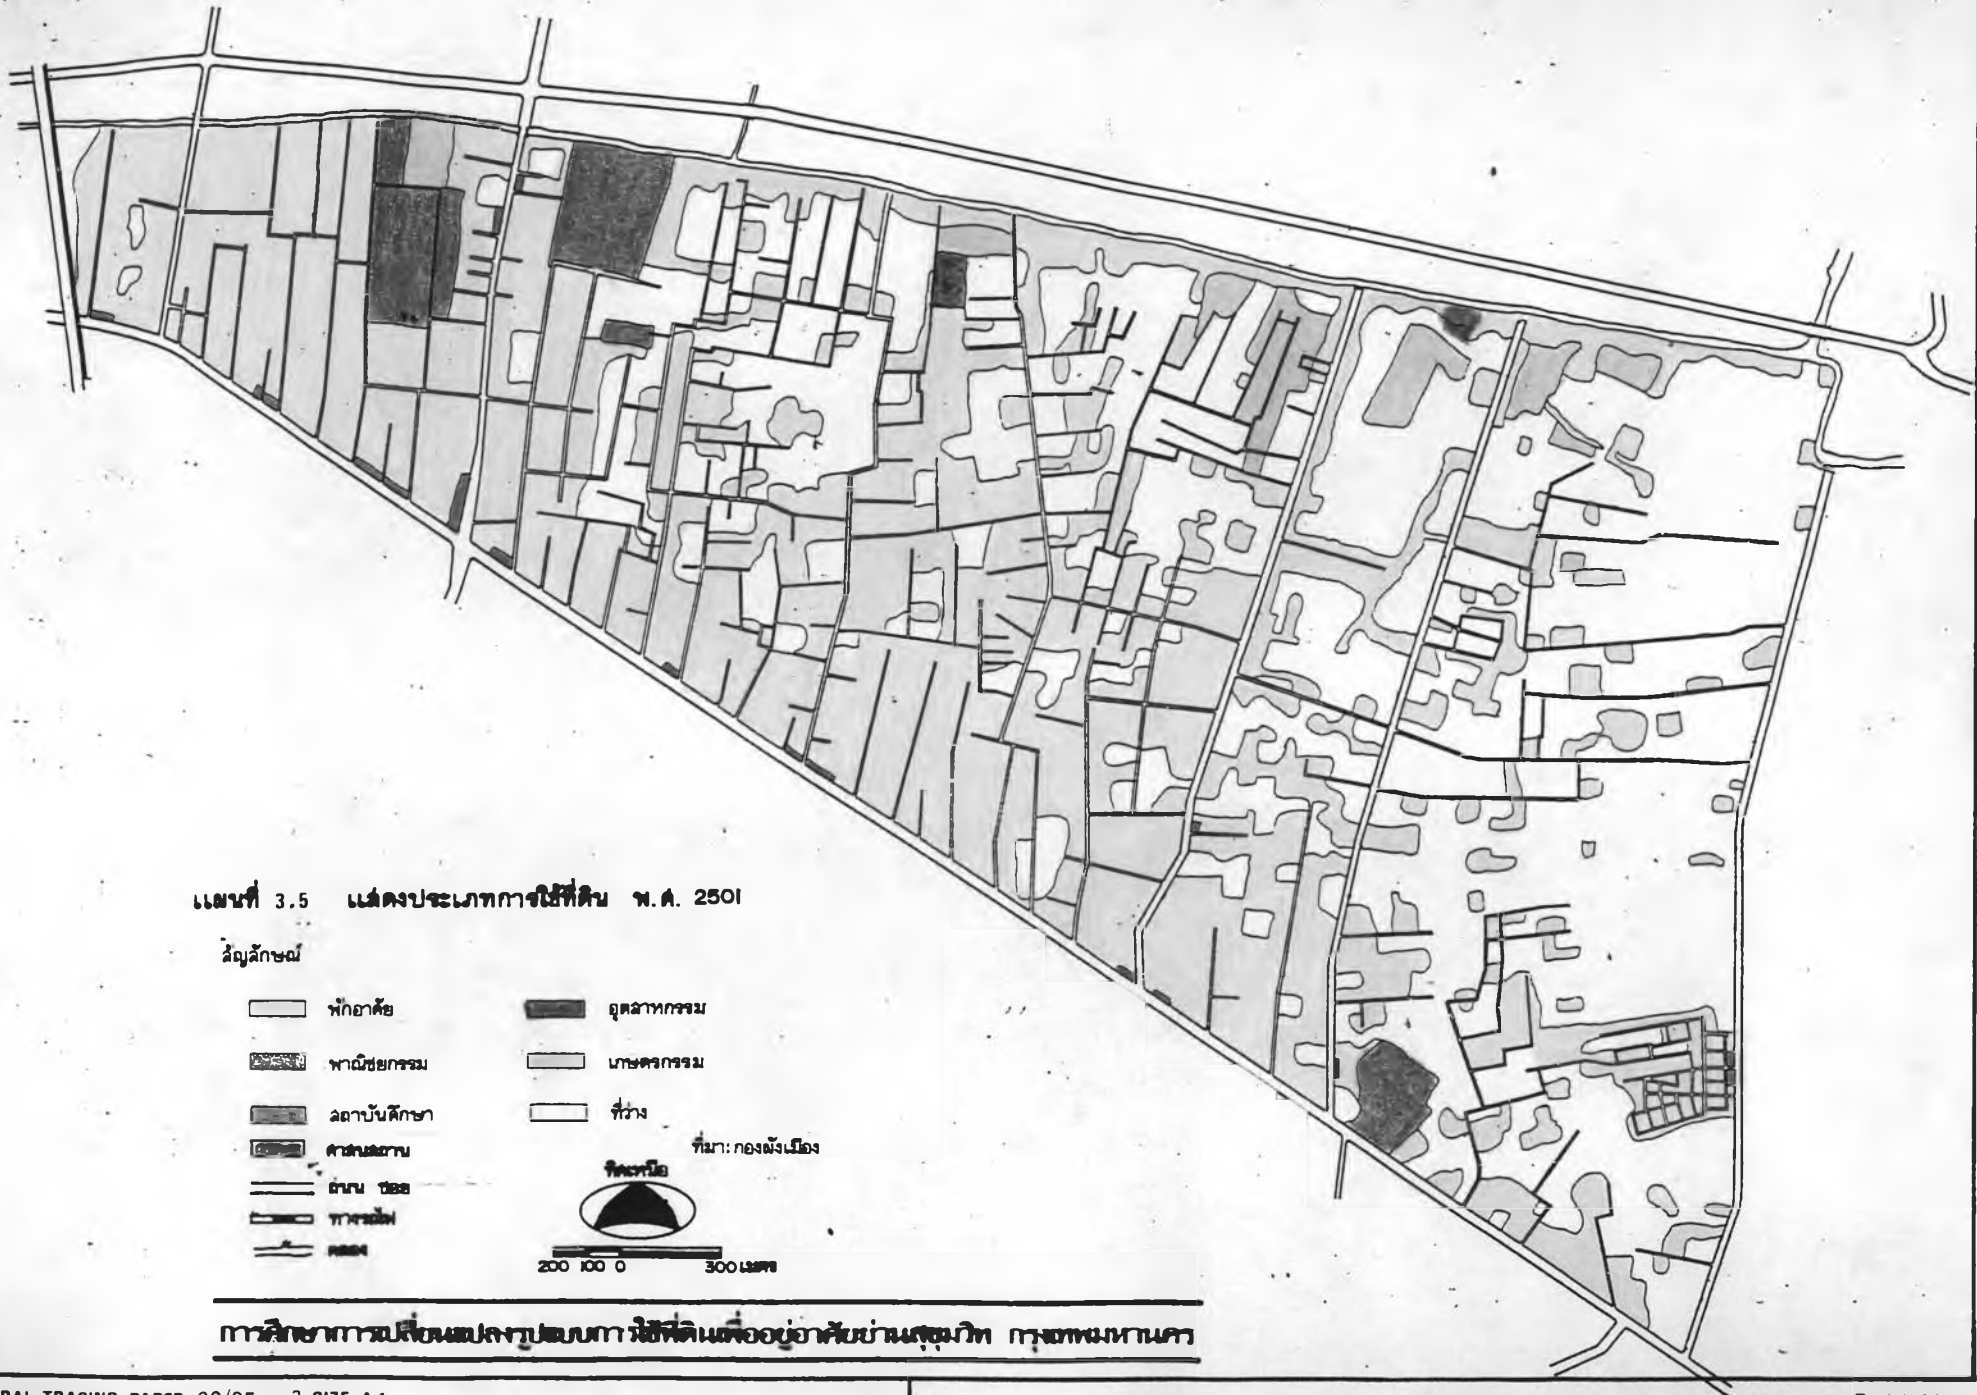 แผนที่ 3.5 แสดงประเภทการใช้ที่ดิน พ.ศ. 2501
สัญลักษณ์
พักอาศัย
พาณิชยกรรม
สถาบันศึกษา
ศาสนสถาน
ถนน ซอย
ทางรถไฟ
คลอง
อุตสาหกรรม
เกษตรกรรม
ที่ว่าง
ที่มา: กองผังเมือง
ทิศเหนือ
200 100 0 300 เมตร
การศึกษาการเปลี่ยนแปลงรูปแบบการใช้ที่ดินเพื่ออยู่อาศัยย่านสุขุมวิท กรุงเทพมหานคร